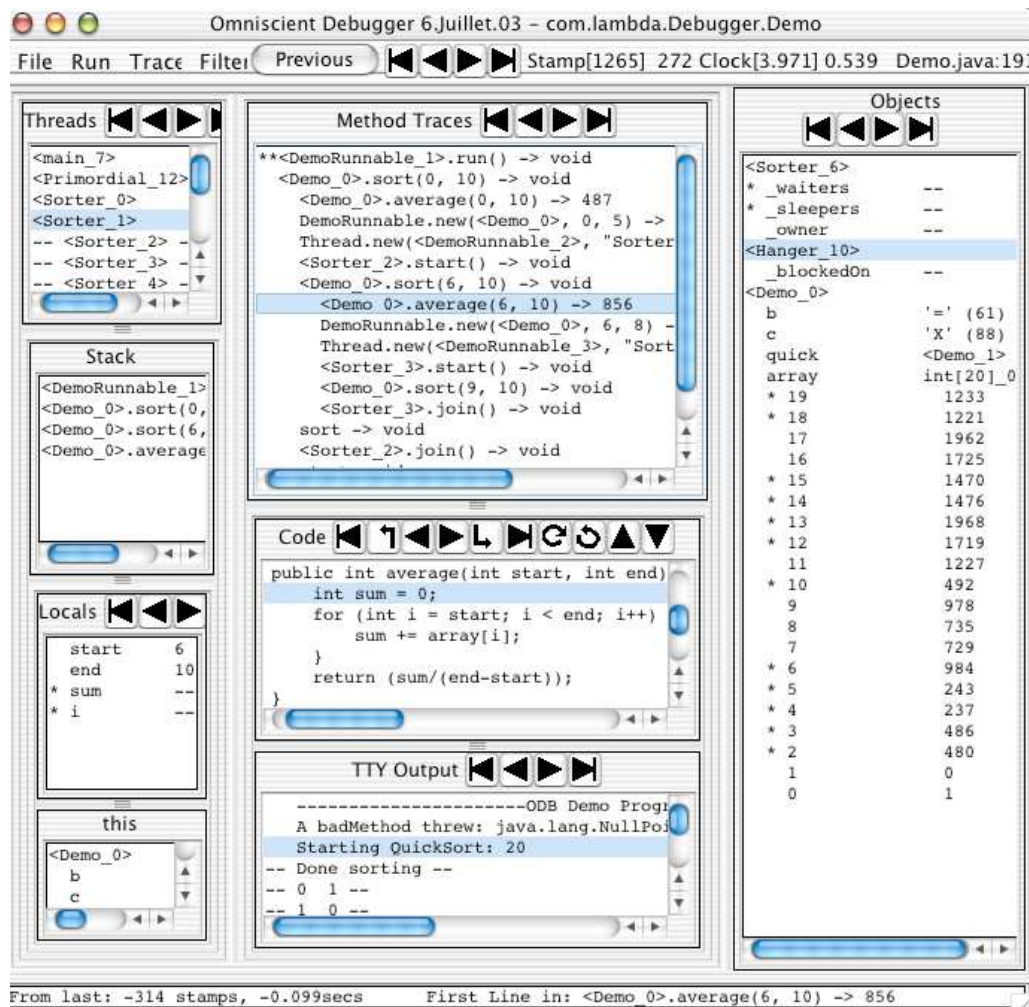 Omniscient Debugger 6.Juillet.03 – com.lambda.Debugger.Demo
File Run Trace Filter Previous Stamp[1265] 272 Clock[3.971] 0.539 Demo.java:191
Threads
<main_7>
<Primordial_12>
<Sorter_0>
<Sorter_1>
-- <Sorter_2> -
-- <Sorter_3> -
-- <Sorter 4> -
Stack
<DemoRunnable_1>
<Demo_0>.sort(0,
<Demo_0>.sort(6,
<Demo_0>.average
Locals
start 6
end 10
* sum --
* i --
this
<Demo_0>
b
c
Method Traces
**<DemoRunnable_1>.run() -> void
<Demo_0>.sort(0, 10) -> void
<Demo_0>.average(0, 10) -> 487
DemoRunnable.new(<Demo_0>, 0, 5) ->
Thread.new(<DemoRunnable_2>, "Sorter
<Sorter_2>.start() -> void
<Demo_0>.sort(6, 10) -> void
<Demo 0>.average(6, 10) -> 856
DemoRunnable.new(<Demo_0>, 6, 8) -
Thread.new(<DemoRunnable_3>, "Sort
<Sorter_3>.start() -> void
<Demo_0>.sort(9, 10) -> void
<Sorter_3>.join() -> void
sort -> void
<Sorter_2>.join() -> void
Code
public int average(int start, int end)
int sum = 0;
for (int i = start; i < end; i++)
sum += array[i];
}
return (sum/(end-start));
}
TTY Output
----------------------ODB Demo Progr
A badMethod threw: java.lang.NullPoi
Starting QuickSort: 20
-- Done sorting --
-- 0 1 --
-- 1 0 --
Objects
<Sorter_6>
* _waiters --
* _sleepers --
_owner --
<Hanger_10>
_blockedOn --
<Demo_0>
b '=' (61)
c 'X' (88)
quick <Demo_1>
array int[20]_0
* 19 1233
* 18 1221
17 1962
16 1725
* 15 1470
* 14 1476
* 13 1968
* 12 1719
11 1227
* 10 492
9 978
8 735
7 729
* 6 984
* 5 243
* 4 237
* 3 486
* 2 480
1 0
0 1
From last: -314 stamps, -0.099secs First Line in: <Demo_0>.average(6, 10) -> 856